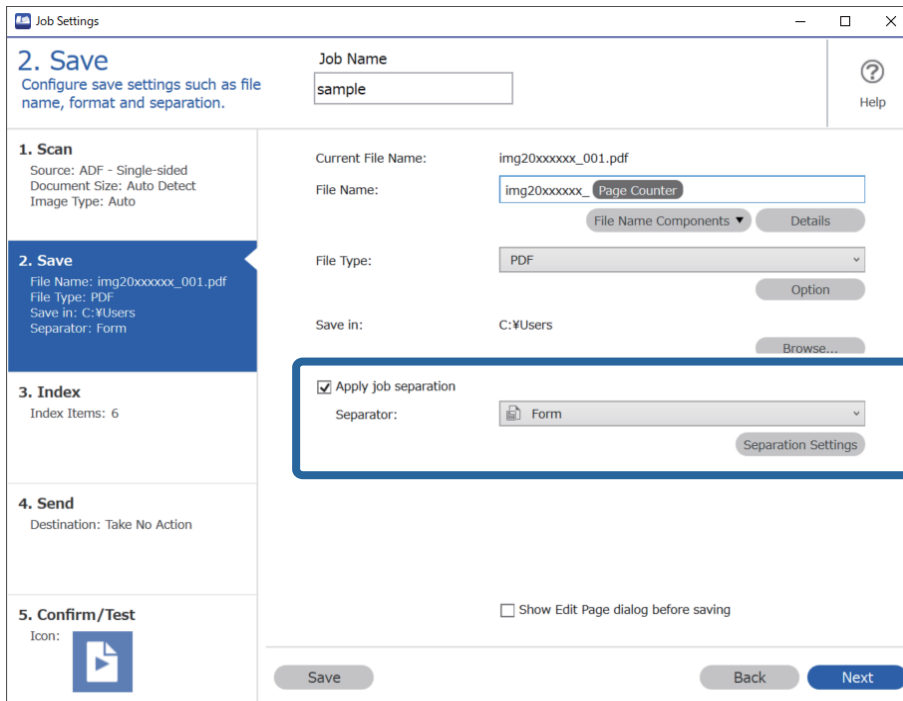 Job Settings
2. Save
Configure save settings such as file
name, format and separation.
Job Name
sample
Help
1. Scan
Source: ADF - Single-sided
Document Size: Auto Detect
Image Type: Auto
2. Save
File Name: img20xxxxxx_001.pdf
File Type: PDF
Save in: C:¥Users
Separator: Form
3. Index
Index Items: 6
4. Send
Destination: Take No Action
5. Confirm/Test
Icon:
Current File Name: img20xxxxxx_001.pdf
File Name: img20xxxxxx_ Page Counter
File Name Components ▼ Details
File Type: PDF
Option
Save in: C:¥Users
Browse...
Apply job separation
Separator: Form
Separation Settings
Show Edit Page dialog before saving
Save Back Next